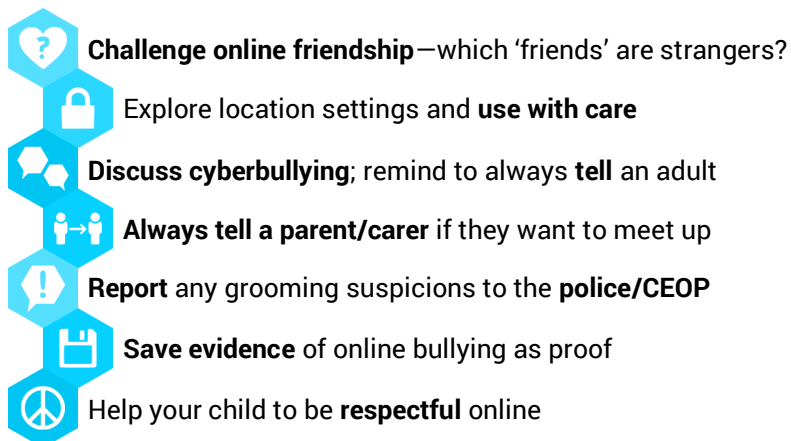 Challenge online friendship—which ‘friends’ are strangers?
Explore location settings and use with care
Discuss cyberbullying; remind to always tell an adult
Always tell a parent/carer if they want to meet up
Report any grooming suspicions to the police/CEOP
Save evidence of online bullying as proof
Help your child to be respectful online